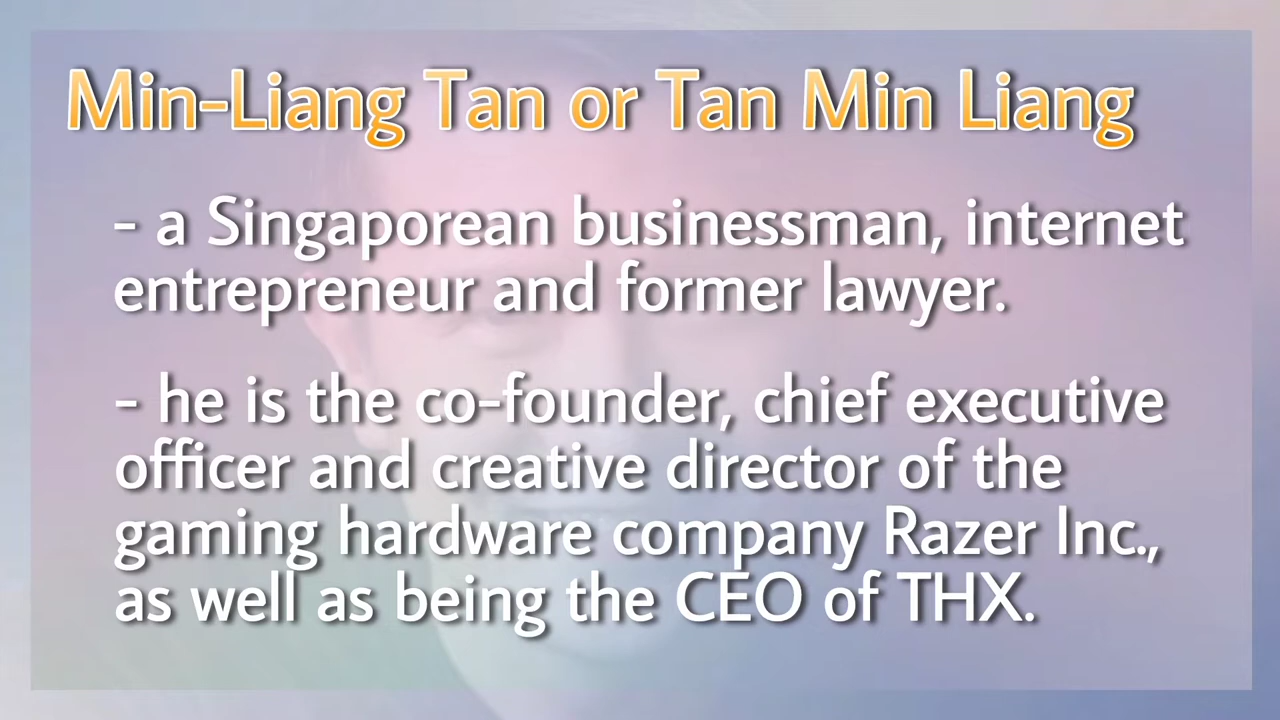 Min-Liang Tan or Tan Min Liang
- a Singaporean businessman, internet
entrepreneur and former lawyer.
- he is the co-founder, chief executive
officer and creative director of the
gaming hardware company Razer Inc.,
as well as being the CEO of THX.